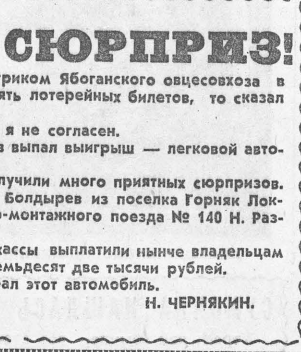 СЮРПРИЗ!
триком Ябоганского овцесовхоза в
ять лотерейных билетов, то сказал
я не согласен.
в выпал выигрыш — легковой авто-
лучили много приятных сюрпризов.
Болдырев из поселка Горняк Лок-
о-монтажного поезда № 140 Н. Раз-
кассы выплатили нынче владельцам
емьдесят две тысячи рублей.
рал этот автомобиль.
Н. ЧЕРНЯКИН.